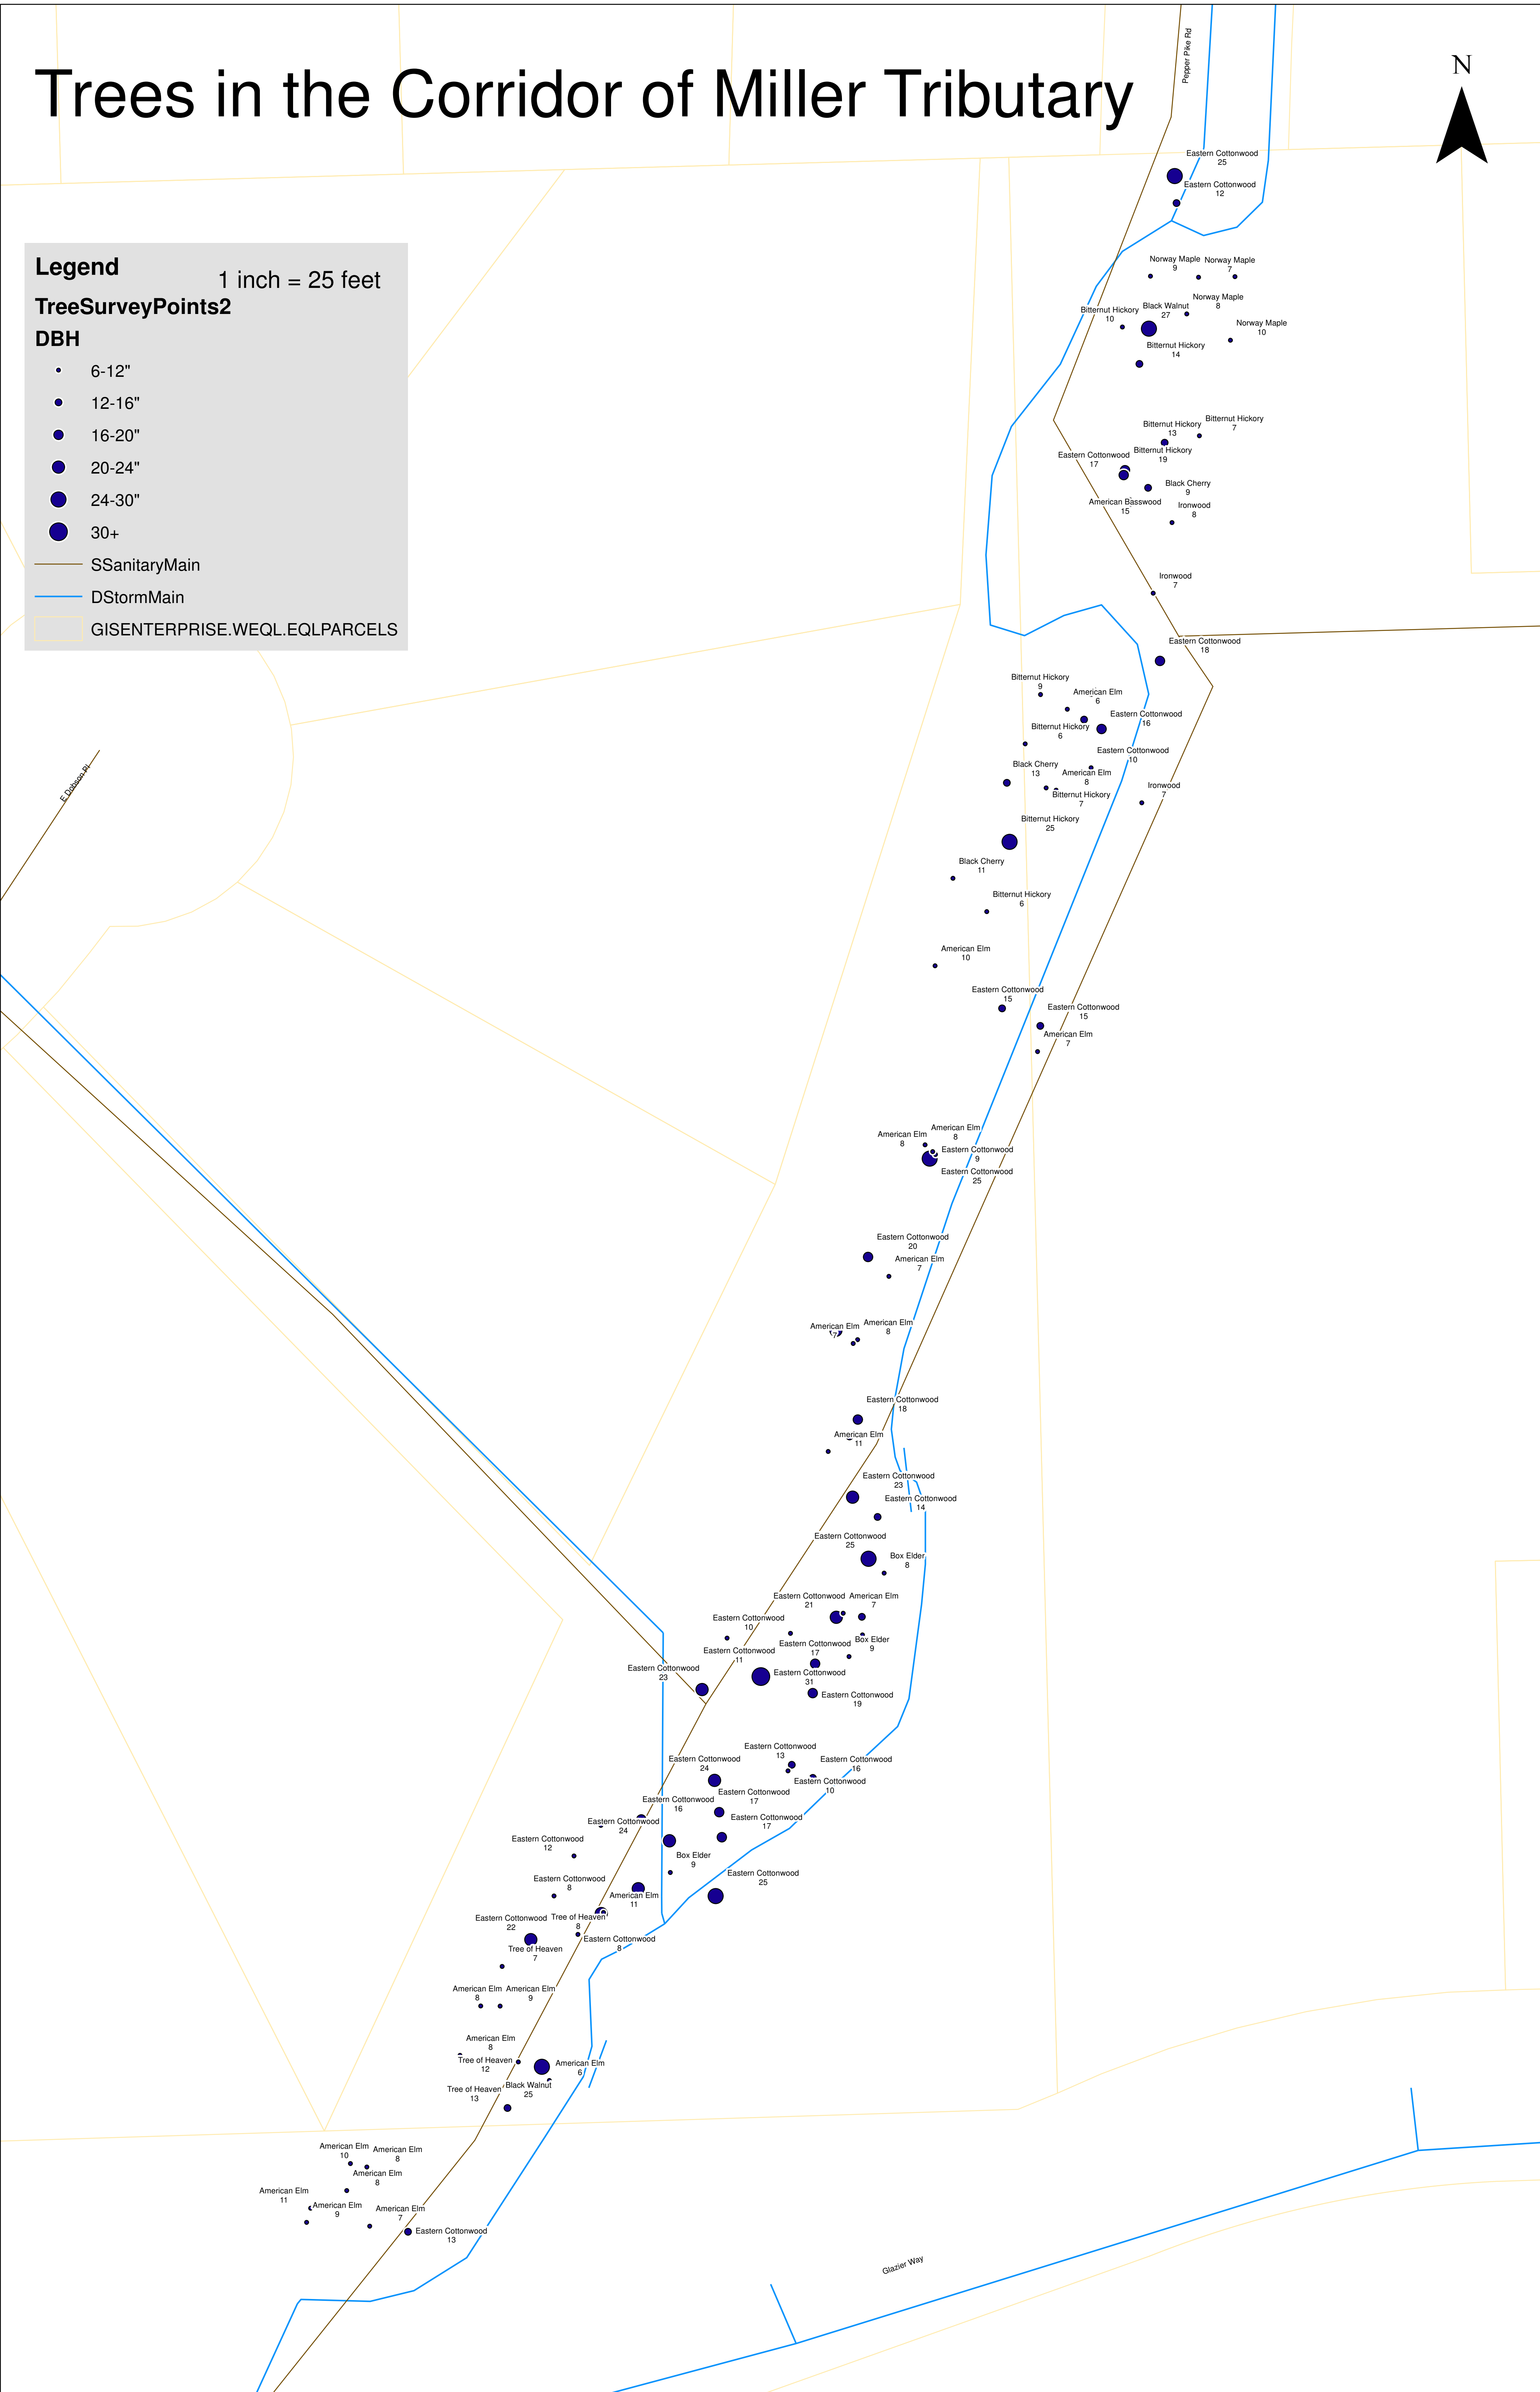 Pepper Pike Rd
N
Trees in the Corridor of Miller Tributary
Eastern Cottonwood
25
Eastern Cottonwood
12
Legend
1 inch = 25 feet
TreeSurveyPoints2
DBH
6-12"
12-16"
16-20"
20-24"
24-30"
30+
SSanitaryMain
DStormMain
GISENTERPRISE.WEQL.EQLPARCELS
Norway Maple
9
Norway Maple
7
Norway Maple
8
Black Walnut
27
Bitternut Hickory
10
Norway Maple
10
Bitternut Hickory
14
Bitternut Hickory
7
Bitternut Hickory
13
Bitternut Hickory
19
Eastern Cottonwood
17
Black Cherry
9
American Basswood
15
Ironwood
8
Ironwood
7
Eastern Cottonwood
18
Bitternut Hickory
9
American Elm
6
Eastern Cottonwood
16
Bitternut Hickory
6
Eastern Cottonwood
10
Black Cherry
13
American Elm
8
E Dobson Pl
Ironwood
7
Bitternut Hickory
7
Bitternut Hickory
25
Black Cherry
11
Bitternut Hickory
6
American Elm
10
Eastern Cottonwood
15
Eastern Cottonwood
15
American Elm
7
American Elm
8
American Elm
8
Eastern Cottonwood
9
Eastern Cottonwood
25
Eastern Cottonwood
20
American Elm
7
American Elm
8
American Elm
7
Eastern Cottonwood
18
American Elm
11
Eastern Cottonwood
23
Eastern Cottonwood
14
Eastern Cottonwood
25
Box Elder
8
Eastern Cottonwood
21
American Elm
7
Eastern Cottonwood
10
Box Elder
9
Eastern Cottonwood
17
Eastern Cottonwood
11
Eastern Cottonwood
23
Eastern Cottonwood
31
Eastern Cottonwood
19
Eastern Cottonwood
13
Eastern Cottonwood
24
Eastern Cottonwood
16
Eastern Cottonwood
10
Eastern Cottonwood
17
Eastern Cottonwood
16
Eastern Cottonwood
17
Eastern Cottonwood
24
Eastern Cottonwood
12
Box Elder
9
Eastern Cottonwood
25
Eastern Cottonwood
8
American Elm
11
Tree of Heaven
8
Eastern Cottonwood
22
Eastern Cottonwood
8
Tree of Heaven
7
American Elm
8
American Elm
9
American Elm
8
Tree of Heaven
12
American Elm
6
Black Walnut
25
Tree of Heaven
13
American Elm
10
American Elm
8
American Elm
8
American Elm
11
American Elm
9
American Elm
7
Eastern Cottonwood
13
Glazier Way